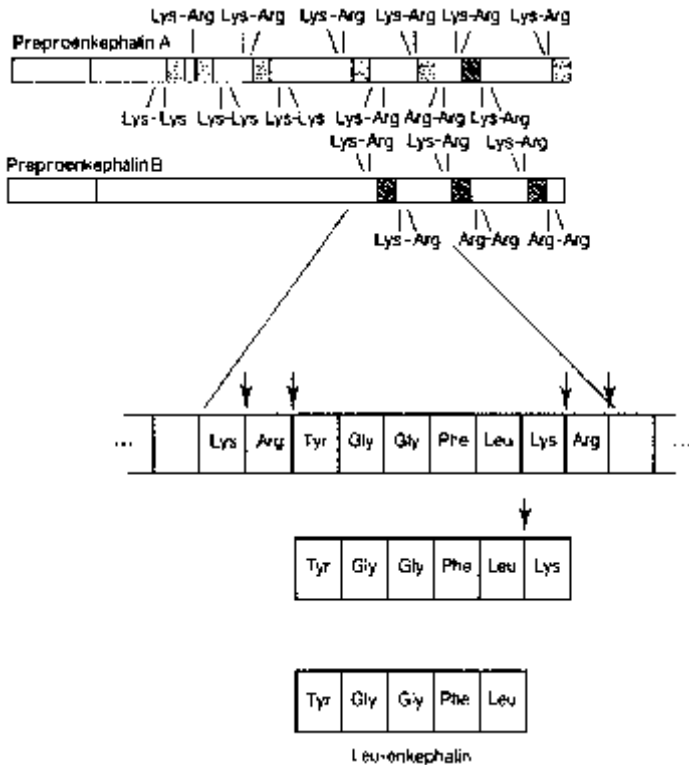 Lys-Arg Lys-Arg Lys-Arg Lys-Arg Lys-Arg Lys-Arg
Preproenkephalin A
Lys-Lys Lys-Lys Lys-Lys Lys-Arg Arg-Arg Lys-Arg
Lys-Arg Lys-Arg Lys-Arg
Preproenkephalin B
Lys-Arg Arg-Arg Arg-Arg
... Lys Arg Tyr Gly Gly Phe Leu Lys Arg ...
Tyr Gly Gly Phe Leu Lys
Tyr Gly Gly Phe Leu
Leu-enkephalin